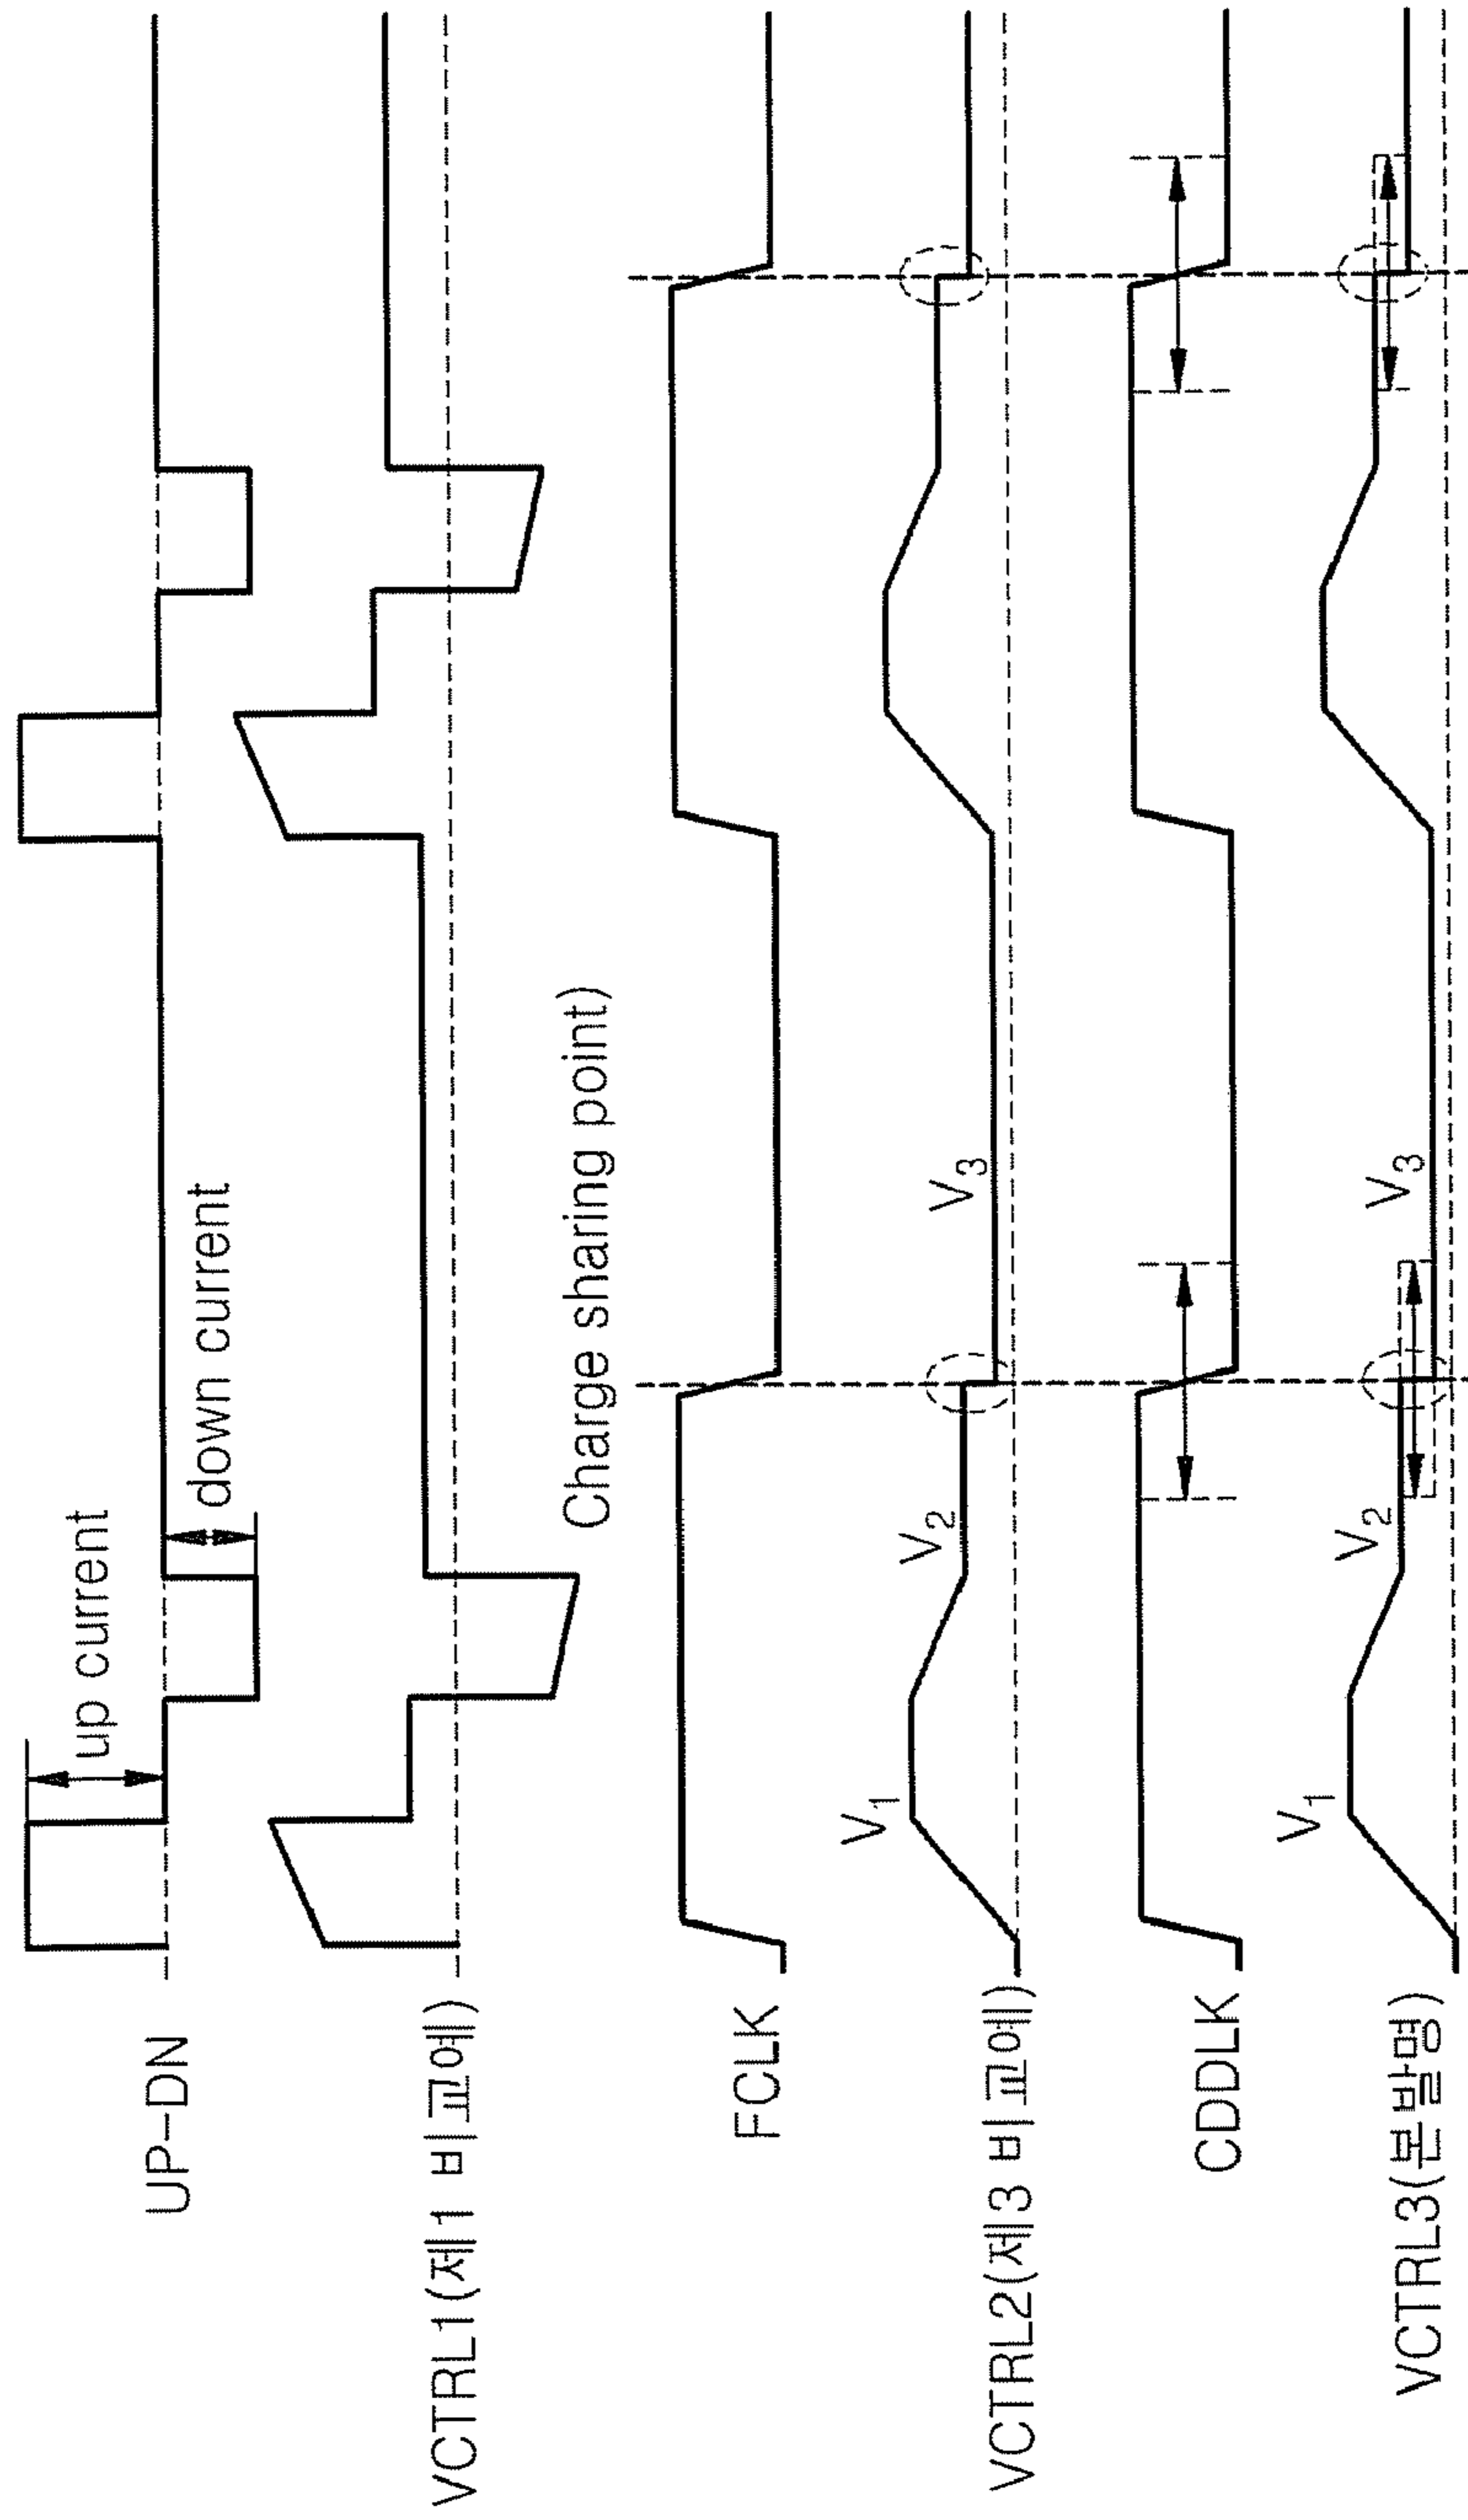 UP-DN
up current
down current
VCTRL1(제1 비교예)
Charge sharing point)
FCLK
VCTRL2(제3 비교예)
V1
V2
V3
CDDLK
VCTRL3(본 발명)
V1
V2
V3